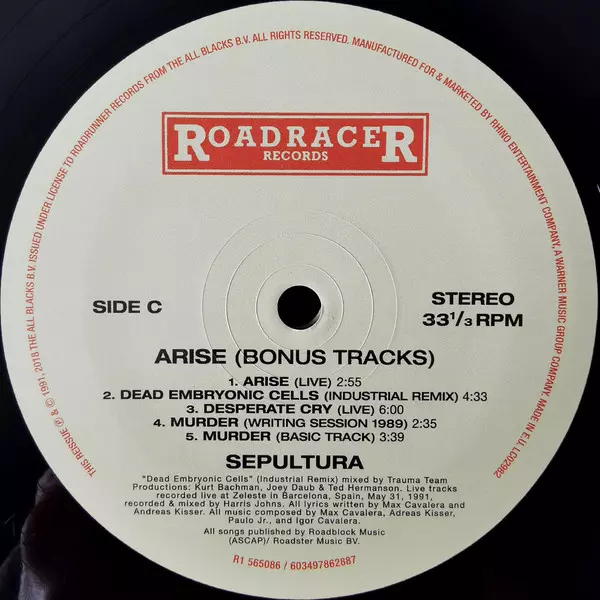 THIS REISSUE ℗ & © 1991, 2018 THE ALL BLACKS B.V. ISSUED UNDER LICENSE TO ROADRUNNER RECORDS FROM THE ALL BLACKS B.V. ALL RIGHTS RESERVED. MANUFACTURED FOR & MARKETED BY RHINO ENTERTAINMENT COMPANY, A WARNER MUSIC GROUP COMPANY. MADE IN E.U. LC02982
ROADRACER
RECORDS
SIDE C
STEREO
33 1/3 RPM
ARISE (BONUS TRACKS)
1. ARISE (LIVE) 2:55
2. DEAD EMBRYONIC CELLS (INDUSTRIAL REMIX) 4:33
3. DESPERATE CRY (LIVE) 6:00
4. MURDER (WRITING SESSION 1989) 2:35
5. MURDER (BASIC TRACK) 3:39
SEPULTURA
"Dead Embryonic Cells" (Industrial Remix) mixed by Trauma Team
Productions: Kurt Bachman, Joey Daub & Ted Hermanson. Live tracks
recorded live at Zeleste in Barcelona, Spain, May 31, 1991,
recorded & mixed by Harris Johns. All lyrics written by Max Cavalera and
Andreas Kisser. All music composed by Max Cavalera, Adreas Kisser,
Paulo Jr., and Igor Cavalera.
All songs published by Roadblock Music
(ASCAP)/ Roadster Music BV.
R1 565086 / 603497862887